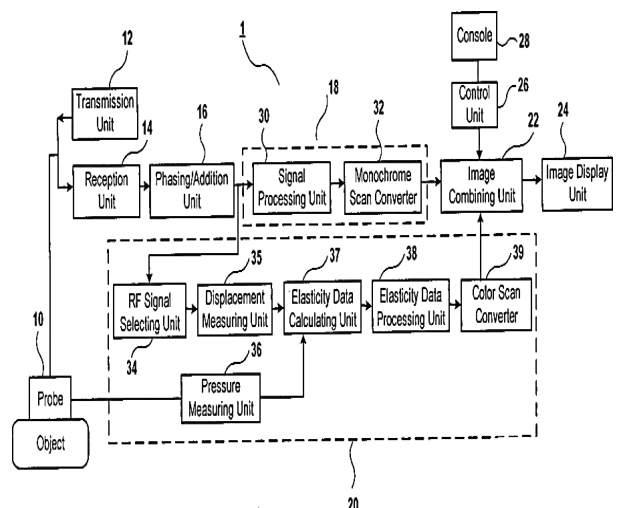 Console
28
12
1
26
Control
Unit
Transmission
Unit
14
16
18
30
32
22
24
Reception
Unit
Phasing/Addition
Unit
Signal
Processing Unit
Monochrome
Scan Converter
Image
Combining Unit
Image Display
Unit
35
37
38
39
RF Signal
Selecting Unit
Displacement
Measuring Unit
Elasticity Data
Calculating Unit
Elasticity Data
Processing Unit
Color Scan
Converter
34
36
10
Probe
Pressure
Measuring Unit
Object
20